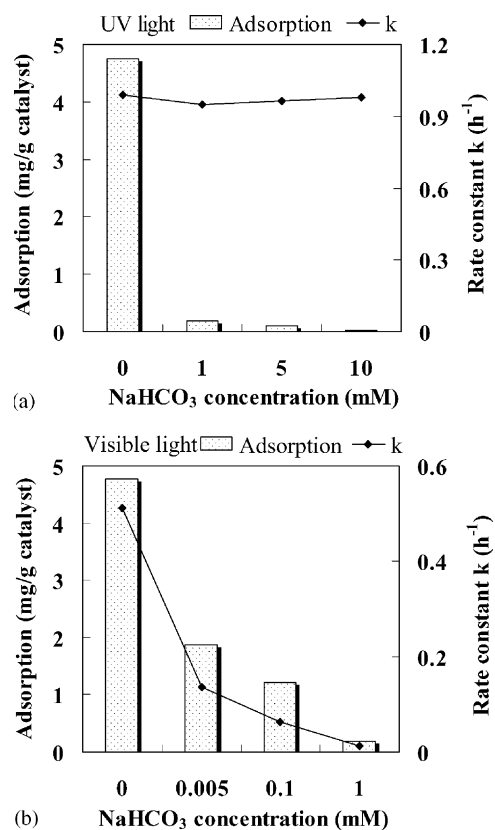 UV light Adsorption k
Adsorption (mg/g catalyst)
5
4
3
2
1
0
1.2
0.9
0.6
0.3
0
Rate constant k (h⁻¹)
0 1 5 10
NaHCO₃ concentration (mM)
(a)
Visible light Adsorption k
Adsorption (mg/g catalyst)
5
4
3
2
1
0
0.6
0.4
0.2
0
Rate constant k (h⁻¹)
0 0.005 0.1 1
NaHCO₃ concentration (mM)
(b)